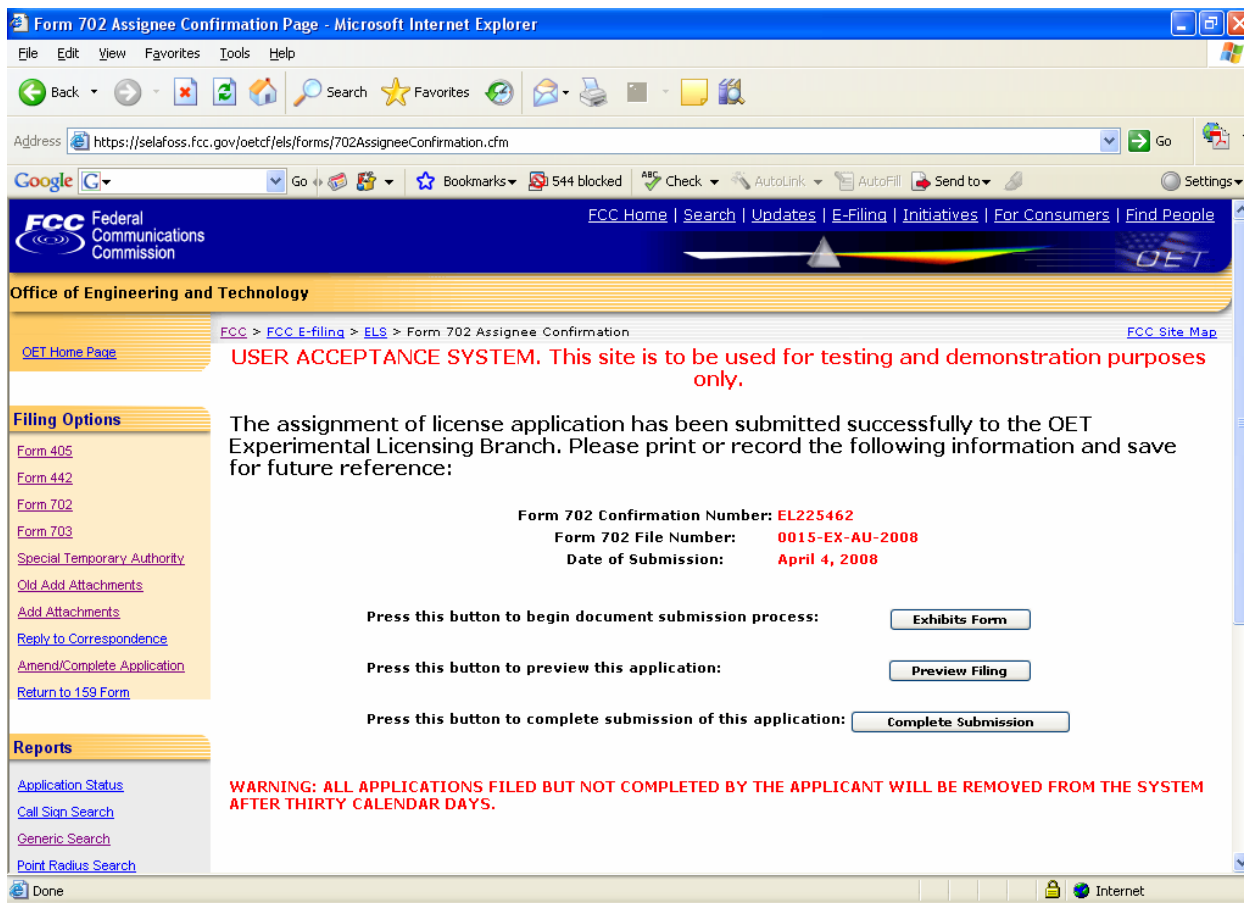 Form 702 Assignee Confirmation Page - Microsoft Internet Explorer
File Edit View Favorites Tools Help
Back Search Favorites
Address https://selafoss.fcc.gov/oetcf/els/forms/702AssigneeConfirmation.cfm Go
Google G Go Bookmarks 544 blocked ABC Check AutoLink AutoFill Send to Settings
FCC Federal Communications Commission
FCC Home | Search | Updates | E-Filing | Initiatives | For Consumers | Find People
OET
Office of Engineering and Technology
FCC > FCC E-filing > ELS > Form 702 Assignee Confirmation FCC Site Map
OET Home Page
USER ACCEPTANCE SYSTEM. This site is to be used for testing and demonstration purposes
only.
Filing Options
Form 405
Form 442
Form 702
Form 703
Special Temporary Authority
Old Add Attachments
Add Attachments
Reply to Correspondence
Amend/Complete Application
Return to 159 Form
Reports
Application Status
Call Sign Search
Generic Search
Point Radius Search
The assignment of license application has been submitted successfully to the OET
Experimental Licensing Branch. Please print or record the following information and save
for future reference:
Form 702 Confirmation Number: EL225462
Form 702 File Number: 0015-EX-AU-2008
Date of Submission: April 4, 2008
Press this button to begin document submission process: Exhibits Form
Press this button to preview this application: Preview Filing
Press this button to complete submission of this application: Complete Submission
WARNING: ALL APPLICATIONS FILED BUT NOT COMPLETED BY THE APPLICANT WILL BE REMOVED FROM THE SYSTEM
AFTER THIRTY CALENDAR DAYS.
Done Internet